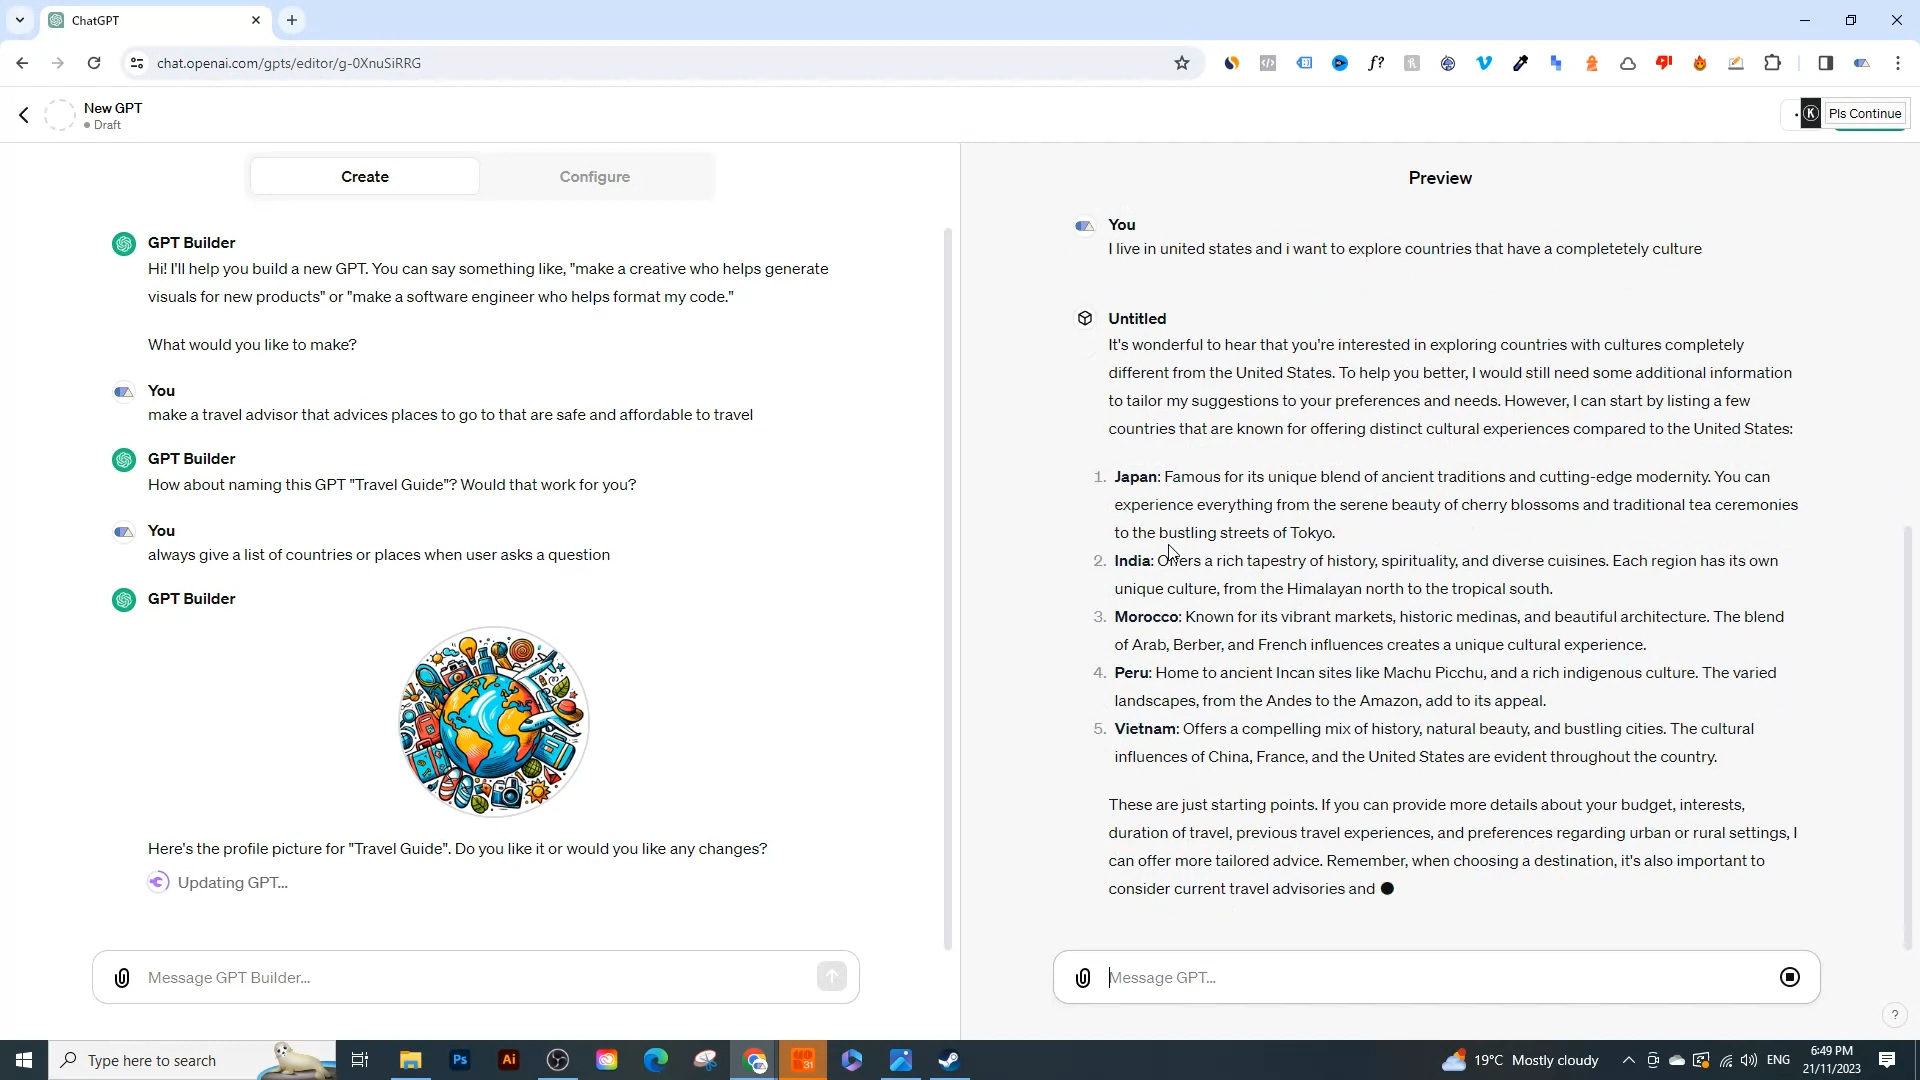 ChatGPT
chat.openai.com/gpts/editor/g-0XnuSiRRG
New GPT
Draft
Pls Continue
Create
Configure
GPT Builder
Hi! I'll help you build a new GPT. You can say something like, "make a creative who helps generate
visuals for new products" or "make a software engineer who helps format my code."
What would you like to make?
You
make a travel advisor that advices places to go to that are safe and affordable to travel
GPT Builder
How about naming this GPT "Travel Guide"? Would that work for you?
You
always give a list of countries or places when user asks a question
GPT Builder
Here's the profile picture for "Travel Guide". Do you like it or would you like any changes?
Updating GPT...
Message GPT Builder...
Preview
You
I live in united states and i want to explore countries that have a completetely culture
Untitled
It's wonderful to hear that you're interested in exploring countries with cultures completely
different from the United States. To help you better, I would still need some additional information
to tailor my suggestions to your preferences and needs. However, I can start by listing a few
countries that are known for offering distinct cultural experiences compared to the United States:
1. Japan: Famous for its unique blend of ancient traditions and cutting-edge modernity. You can
experience everything from the serene beauty of cherry blossoms and traditional tea ceremonies
to the bustling streets of Tokyo.
2. India: Offers a rich tapestry of history, spirituality, and diverse cuisines. Each region has its own
unique culture, from the Himalayan north to the tropical south.
3. Morocco: Known for its vibrant markets, historic medinas, and beautiful architecture. The blend
of Arab, Berber, and French influences creates a unique cultural experience.
4. Peru: Home to ancient Incan sites like Machu Picchu, and a rich indigenous culture. The varied
landscapes, from the Andes to the Amazon, add to its appeal.
5. Vietnam: Offers a compelling mix of history, natural beauty, and bustling cities. The cultural
influences of China, France, and the United States are evident throughout the country.
These are just starting points. If you can provide more details about your budget, interests,
duration of travel, previous travel experiences, and preferences regarding urban or rural settings, I
can offer more tailored advice. Remember, when choosing a destination, it's also important to
consider current travel advisories and
Message GPT...
?
Type here to search
Ps
Ai
31
19°C Mostly cloudy
ENG
6:49 PM
21/11/2023